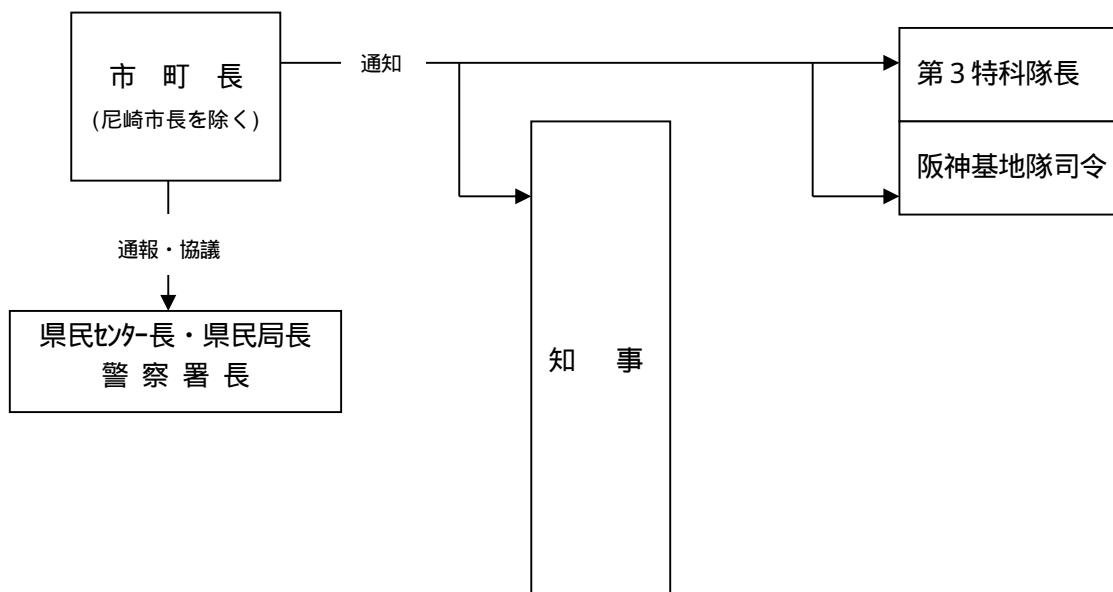 市　町　長
(尼崎市長を除く)
通知
第３特科隊長
阪神基地隊司令
通報・協議
県民ｾﾝﾀｰ長・県民局長
警 察 署 長
知　事